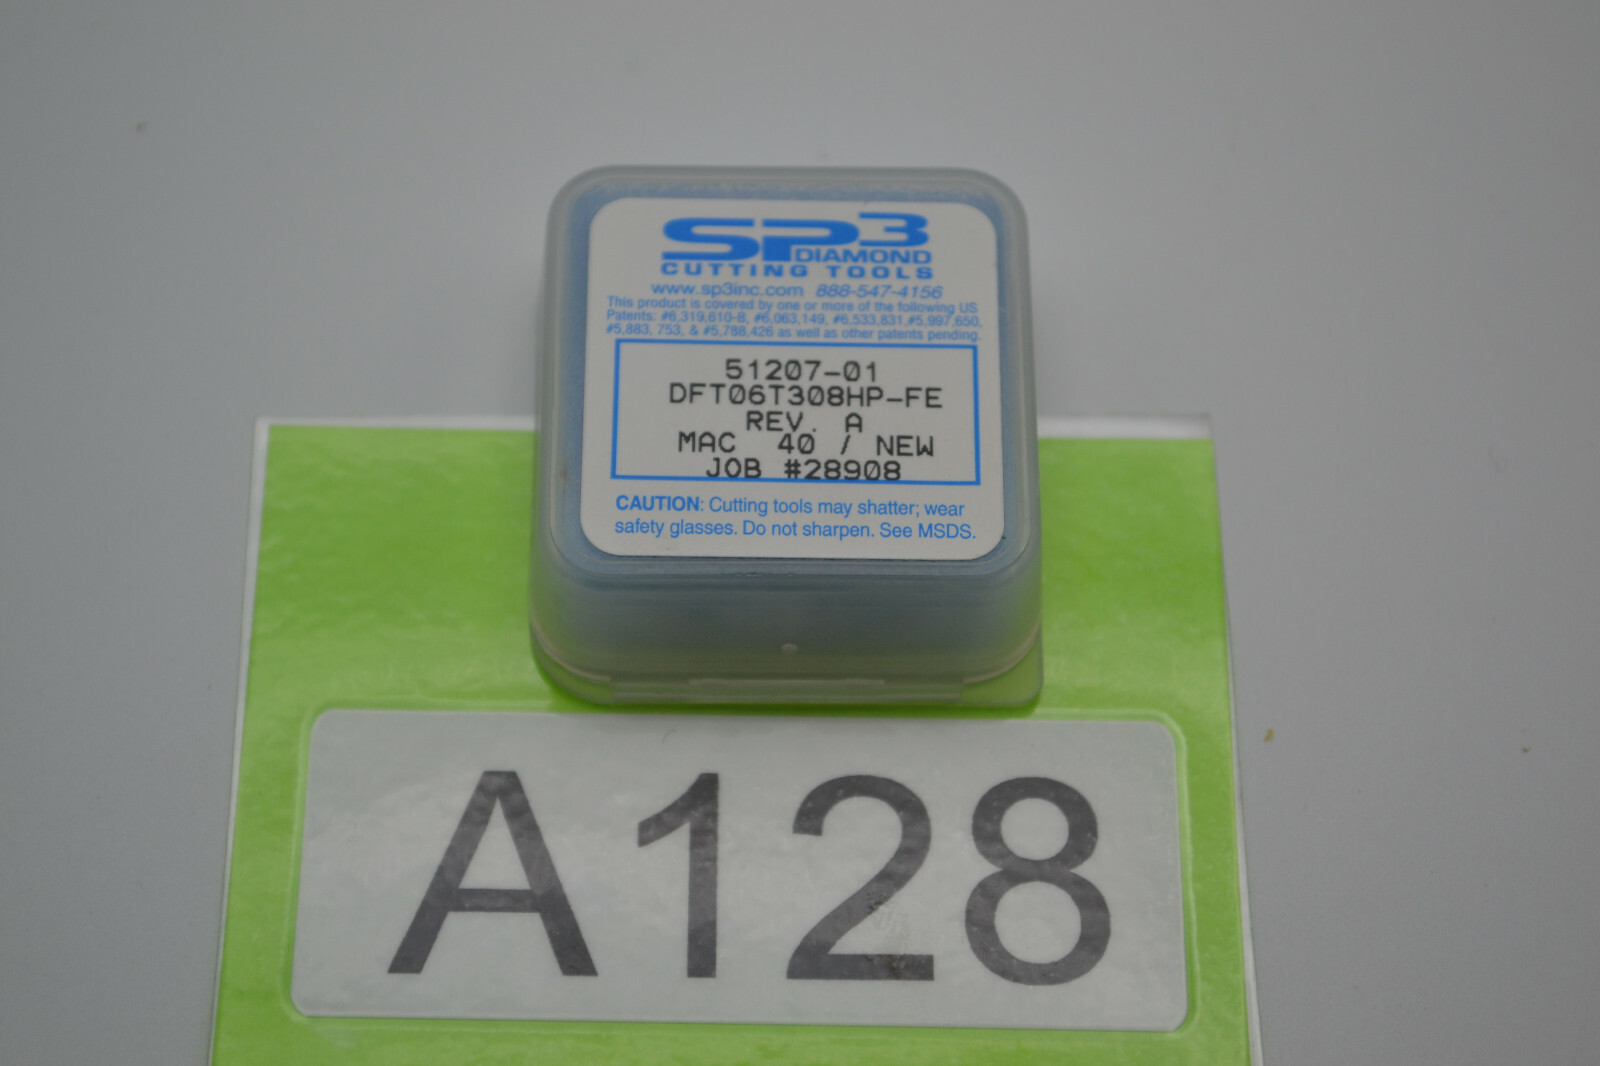 SP3
DIAMOND
CUTTING TOOLS
www.sp3inc.com 888-547-4156
This product is covered by one or more of the following US
Patents: #6,319,610-8, #6,063,149, #6,533,831,#5,997,650,
#5,883, 753, & #5,788,426 as well as other patents pending.
51207-01
DFT06T308HP-FE
REV. A
MAC 40 / NEW
JOB #28908
CAUTION: Cutting tools may shatter; wear
safety glasses. Do not sharpen. See MSDS.
A128